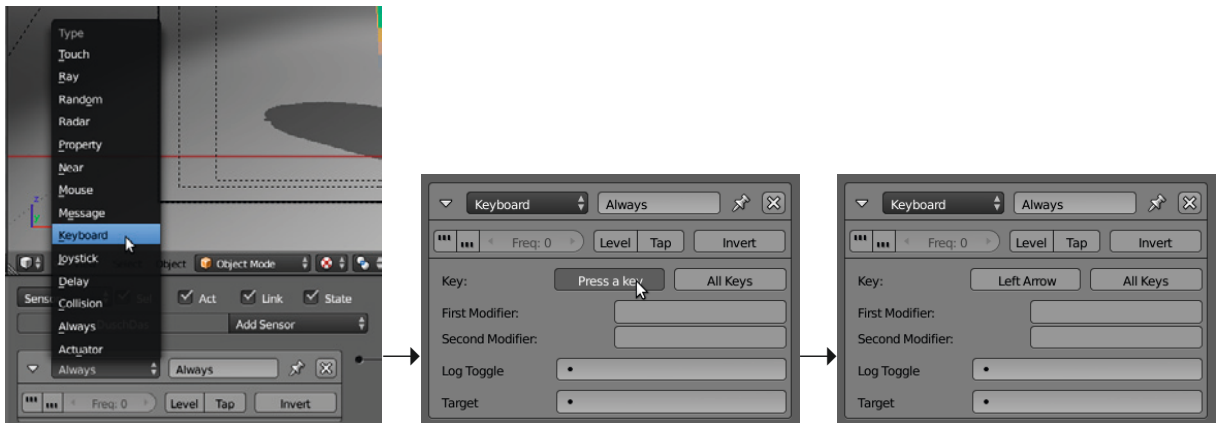 Type
Touch
Ray
Random
Radar
Property
Near
Mouse
Message
Keyboard
Joystick
Delay
Collision
Always
Actuator
z
y
Object Mode
Act Link State
Add Sensor
Always Always
Freq: 0 Level Tap Invert
Keyboard Always
Freq: 0 Level Tap Invert
Key: Press a key All Keys
First Modifier:
Second Modifier:
Log Toggle
Target
Keyboard Always
Freq: 0 Level Tap Invert
Key: Left Arrow All Keys
First Modifier:
Second Modifier:
Log Toggle
Target